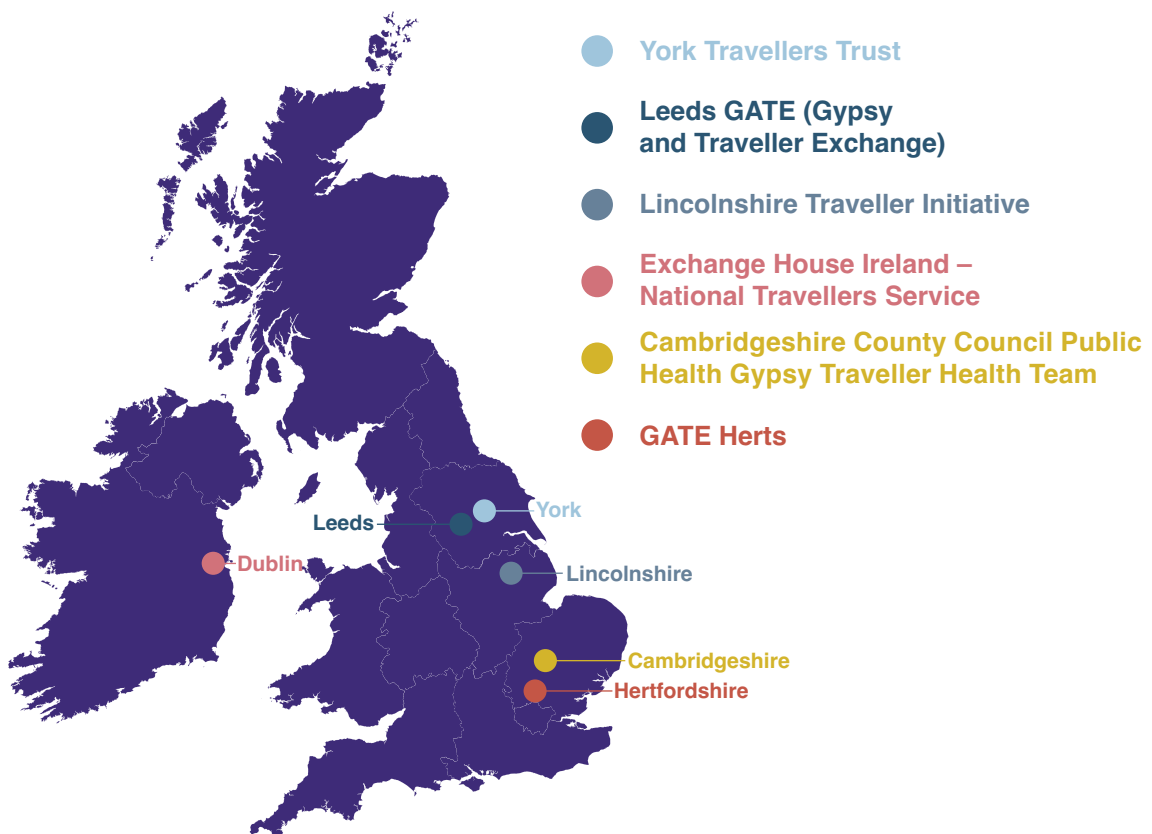 York Travellers Trust
Leeds GATE (Gypsy
and Traveller Exchange)
Lincolnshire Traveller Initiative
Exchange House Ireland –
National Travellers Service
Cambridgeshire County Council Public
Health Gypsy Traveller Health Team
GATE Herts
York
Leeds
Dublin
Lincolnshire
Cambridgeshire
Hertfordshire